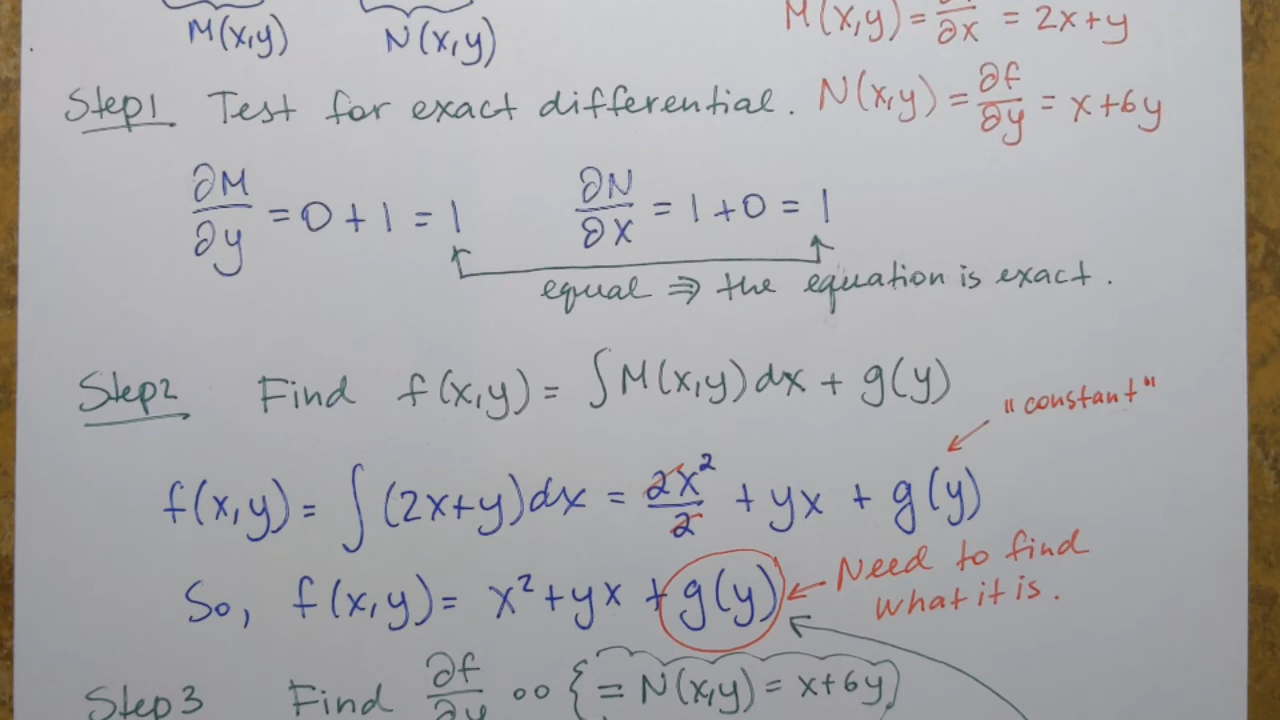 M(x,y) N(x,y) M(x,y) = ∂f/∂x = 2x+y
Step1 Test for exact differential. N(x,y) = ∂f/∂y = x+6y
∂M/∂y = 0 + 1 = 1 ∂N/∂x = 1 + 0 = 1
equal ⇒ the equation is exact.
Step2 Find f(x,y) = ∫M(x,y)dx + g(y)
"constant"
f(x,y) = ∫(2x+y)dx = 2x²/2 + yx + g(y)
So, f(x,y) = x² + yx + g(y) ← Need to find
what it is.
Step3 Find ∂f/∂y oo { = N(x,y) = x+6y }